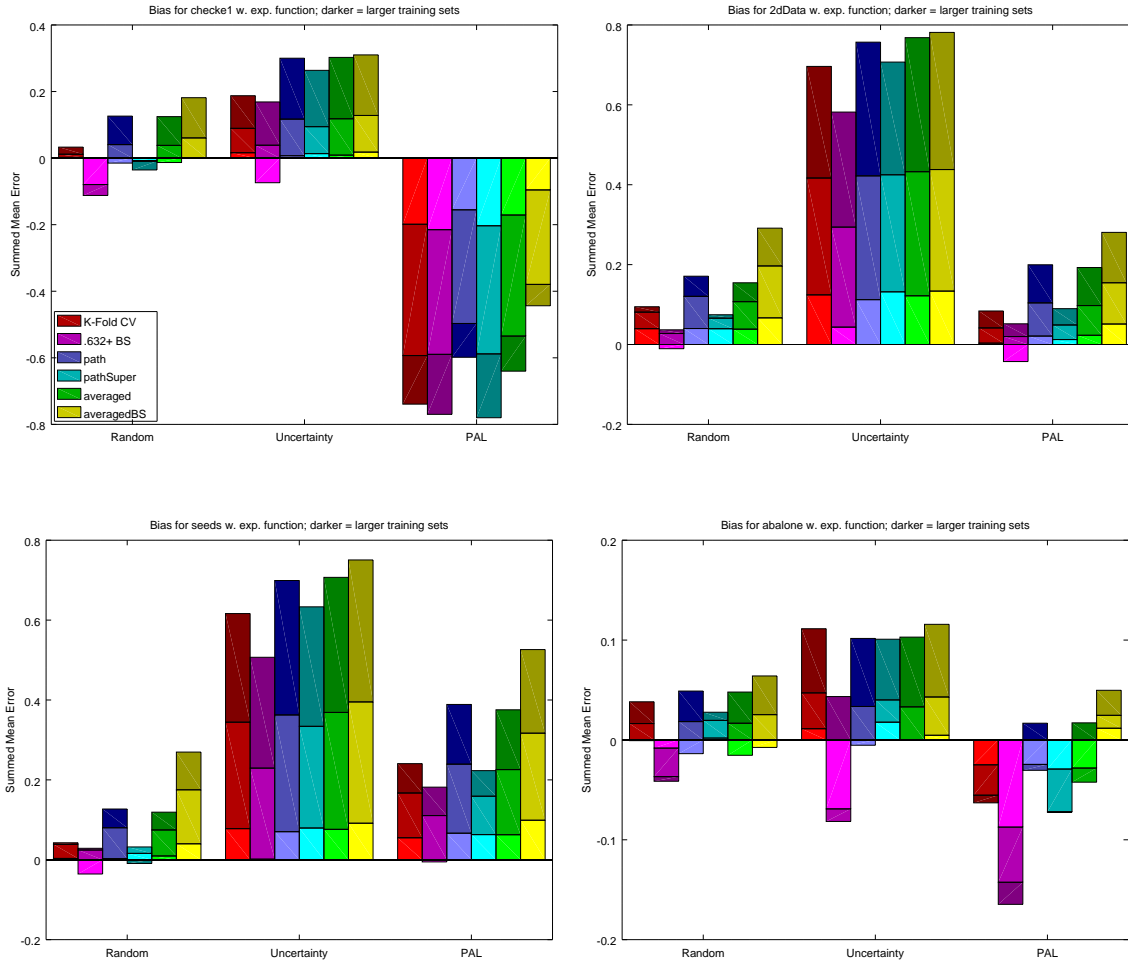 Bias for checke1 w. exp. function; darker = larger training sets
Summed Mean Error
0.4
0.2
0
-0.2
-0.4
-0.6
-0.8
K-Fold CV
.632+ BS
path
pathSuper
averaged
averagedBS
Random Uncertainty PAL
Bias for 2dData w. exp. function; darker = larger training sets
Summed Mean Error
0.8
0.6
0.4
0.2
0
-0.2
Random Uncertainty PAL
Bias for seeds w. exp. function; darker = larger training sets
Summed Mean Error
0.8
0.6
0.4
0.2
0
-0.2
Random Uncertainty PAL
Bias for abalone w. exp. function; darker = larger training sets
Summed Mean Error
0.2
0.1
0
-0.1
-0.2
Random Uncertainty PAL